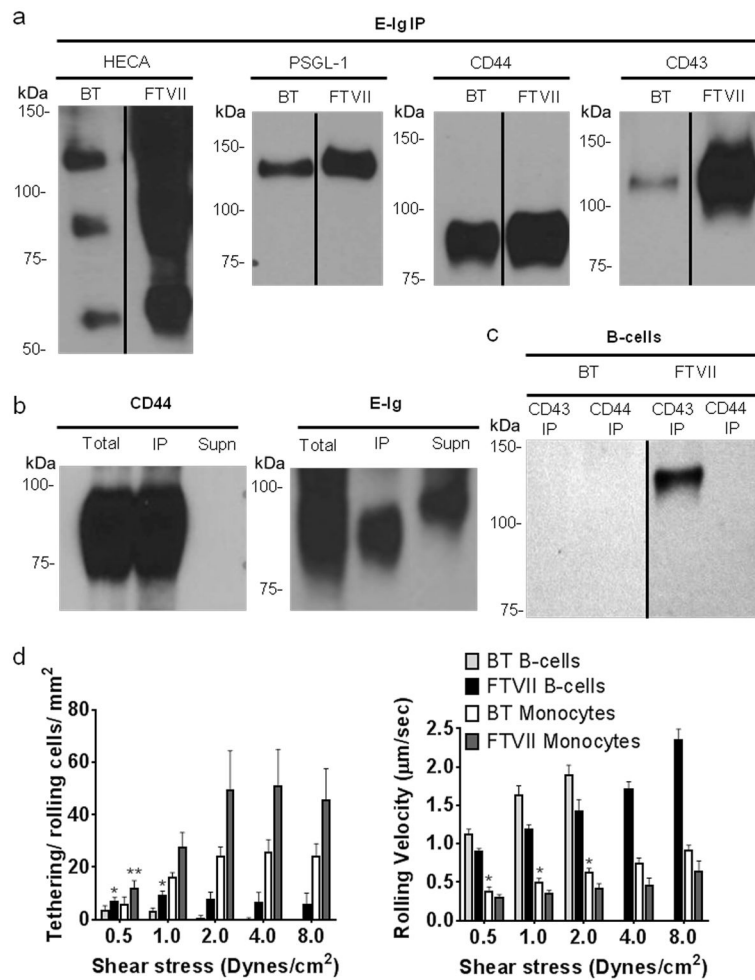 a
E-Ig IP
HECA
PSGL-1
CD44
CD43
kDa
BT
FTVII
150-
100-
75-
50-
kDa
BT
FTVII
150-
100-
75-
kDa
BT
FTVII
150-
100-
75-
kDa
BT
FTVII
150-
100-
75-
b
CD44
E-Ig
kDa
Total
IP
Supn
100-
75-
kDa
Total
IP
Supn
100-
75-
c
B-cells
BT
FTVII
kDa
CD43 IP
CD44 IP
CD43 IP
CD44 IP
150-
100-
75-
d
Tethering/ rolling cells/ mm²
80
60
40
20
0
* ** *
0.5 1.0 2.0 4.0 8.0
Shear stress (Dynes/cm²)
BT B-cells
FTVII B-cells
BT Monocytes
FTVII Monocytes
Rolling Velocity (μm/sec)
2.5
2.0
1.5
1.0
0.5
0.0
* * *
0.5 1.0 2.0 4.0 8.0
Shear stress (Dynes/cm²)